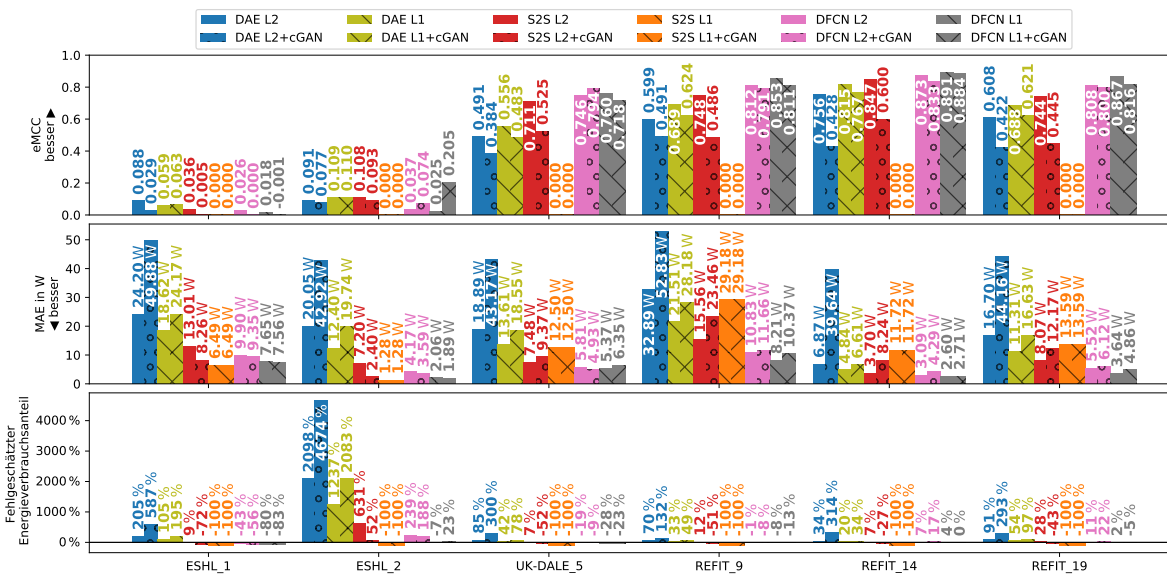 DAE L2 DAE L1 S2S L2 S2S L1 DFCN L2 DFCN L1
DAE L2+cGAN DAE L1+cGAN S2S L2+cGAN S2S L1+cGAN DFCN L2+cGAN DFCN L1+cGAN
eMCC
besser ▶
1.0
0.8
0.6
0.4
0.2
0.0
0.088 0.029 0.059 0.063 0.036 0.005 0.000 0.000 0.026 0.000 0.018 -0.001
0.091 0.077 0.109 0.110 0.108 0.093 0.000 0.000 0.037 0.074 0.025 0.205
0.491 0.384 0.556 0.483 0.711 0.525 0.000 0.000 0.746 0.794 0.760 0.718
0.599 0.491 0.691 0.624 0.748 0.486 0.000 0.000 0.812 0.791 0.853 0.811
0.756 0.428 0.815 0.767 0.847 0.600 0.000 0.000 0.873 0.833 0.891 0.884
0.608 0.422 0.688 0.621 0.744 0.445 0.000 0.000 0.808 0.800 0.867 0.816
MAE in W
◀ besser
50
40
30
20
10
0
24.20 W 49.88 W 18.62 W 24.17 W 13.01 W 8.26 W 6.49 W 6.49 W 9.90 W 9.35 W 7.65 W 7.56 W
20.05 W 42.92 W 12.40 W 19.74 W 7.20 W 2.40 W 1.28 W 1.28 W 4.17 W 3.59 W 2.06 W 1.89 W
18.89 W 43.17 W 13.61 W 18.55 W 7.48 W 9.37 W 12.50 W 12.50 W 5.81 W 4.93 W 5.39 W 6.35 W
32.89 W 52.83 W 21.51 W 28.18 W 15.56 W 23.46 W 29.18 W 29.18 W 10.83 W 11.66 W 8.21 W 10.37 W
6.87 W 39.64 W 4.84 W 6.61 W 3.70 W 8.24 W 11.72 W 11.72 W 3.09 W 4.29 W 2.60 W 2.71 W
16.70 W 44.16 W 11.31 W 16.63 W 8.07 W 12.17 W 13.59 W 13.59 W 5.52 W 6.12 W 3.74 W 4.86 W
Fehlgeschätzter
Energieverbrauchsanteil
4000 %
3000 %
2000 %
1000 %
0 %
205 % 587 % 105 % 195 % 9 % -72 % -100 % -100 % -43 % -56 % -80 % -85 %
2098 % 4674 % 1237 % 2083 % 631 % 52 % -100 % -100 % 239 % 188 % -7 % 23 %
85 % 300 % 42 % 78 % 7 % -52 % -100 % -100 % -19 % -9 % -28 % -23 %
70 % 132 % 39 % 59 % 12 % -51 % -100 % -100 % -1 % -8 % -8 % -13 %
34 % 314 % 20 % 34 % 7 % -27 % -100 % -100 % 7 % 17 % 4 % 0 %
91 % 293 % 54 % 97 % 28 % -43 % -100 % -100 % 11 % 22 % 2 % -5 %
ESHL_1 ESHL_2 UK-DALE_5 REFIT_9 REFIT_14 REFIT_19